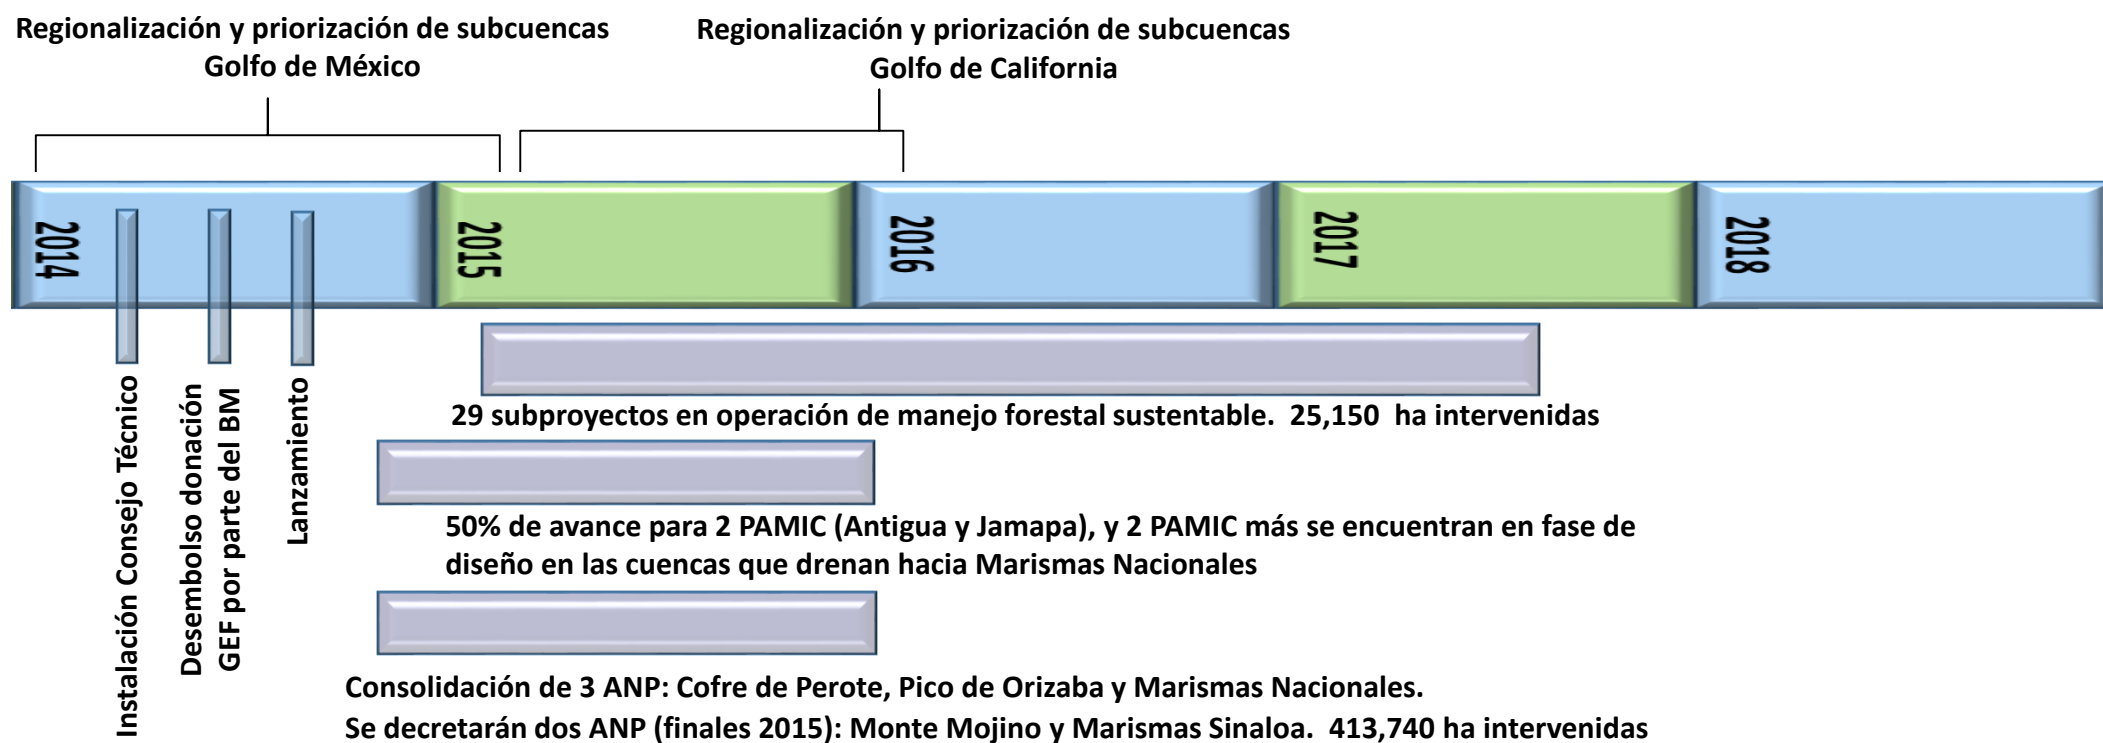 Regionalización y priorización de subcuencas
Golfo de México
Regionalización y priorización de subcuencas
Golfo de California
2014
2015
2016
2017
2018
Instalación Consejo Técnico
Desembolso donación
GEF por parte del BM
Lanzamiento
29 subproyectos en operación de manejo forestal sustentable.  25,150  ha intervenidas
50% de avance para 2 PAMIC (Antigua y Jamapa), y 2 PAMIC más se encuentran en fase de
diseño en las cuencas que drenan hacia Marismas Nacionales
Consolidación de 3 ANP: Cofre de Perote, Pico de Orizaba y Marismas Nacionales.
Se decretarán dos ANP (finales 2015): Monte Mojino y Marismas Sinaloa.  413,740 ha intervenidas